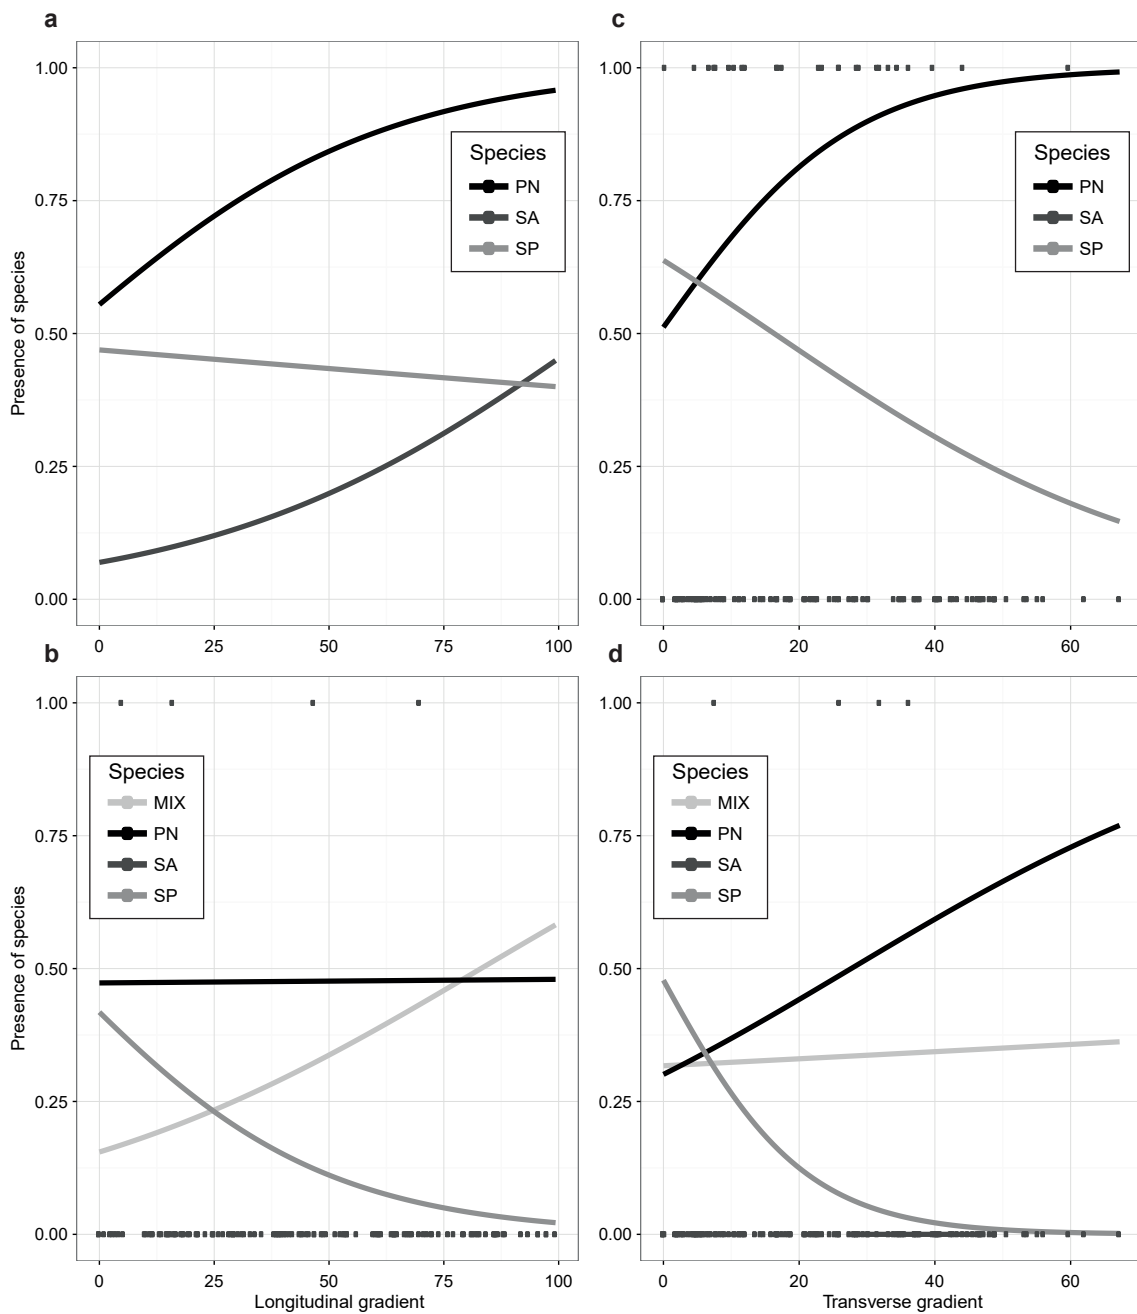 a
1.00
0.75
0.50
0.25
0.00
Presence of species
Species
PN
SA
SP
0
25
50
75
100
c
1.00
0.75
0.50
0.25
0.00
Species
PN
SA
SP
0
20
40
60
b
1.00
0.75
0.50
0.25
0.00
Presence of species
Species
MIX
PN
SA
SP
0
25
50
75
100
Longitudinal gradient
d
1.00
0.75
0.50
0.25
0.00
Species
MIX
PN
SA
SP
0
20
40
60
Transverse gradient